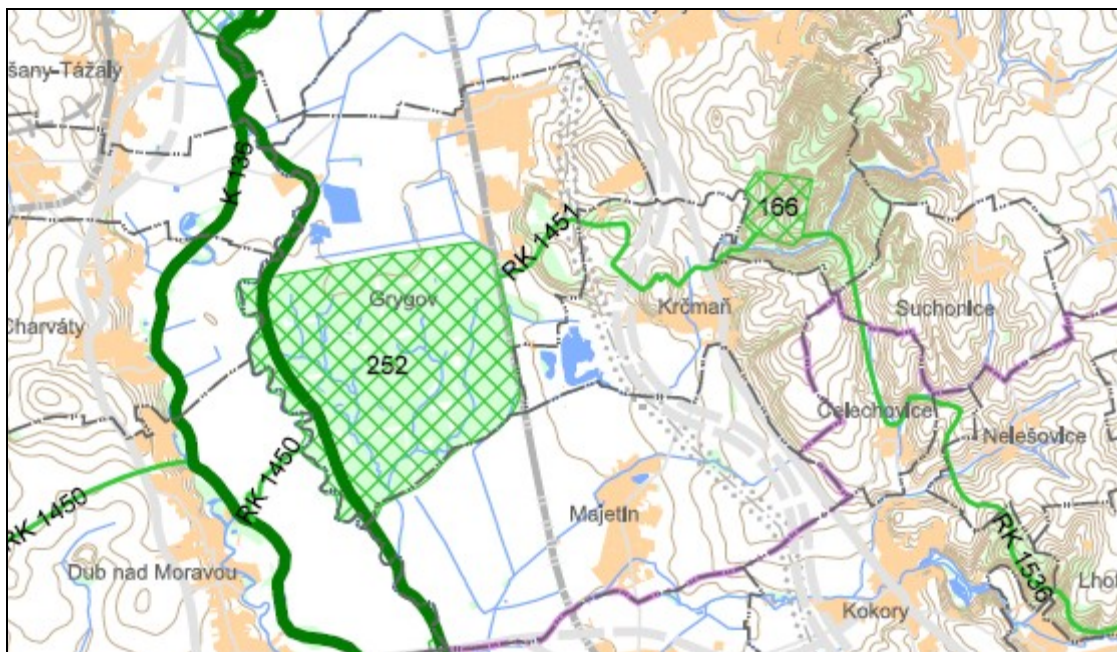 šany-Tážaly
K 136
166
RK 1451
Grygov
Krčmaň
Suchonice
Charváty
252
Čelechovice
Nelešovice
RK 1450
RK 1450
Majetín
RK 1536
Dub nad Moravou
Lhot
Kokory